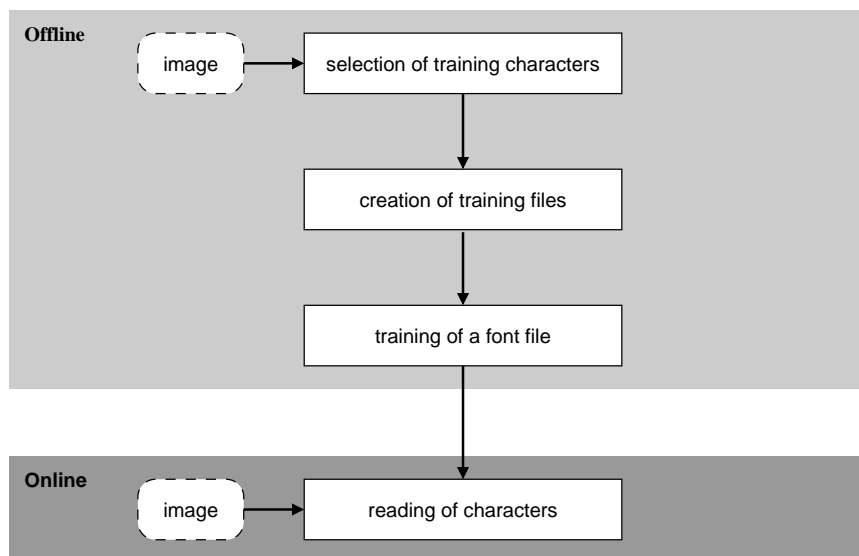 Offline
image
selection of training characters
creation of training files
training of a font file
Online
image
reading of characters